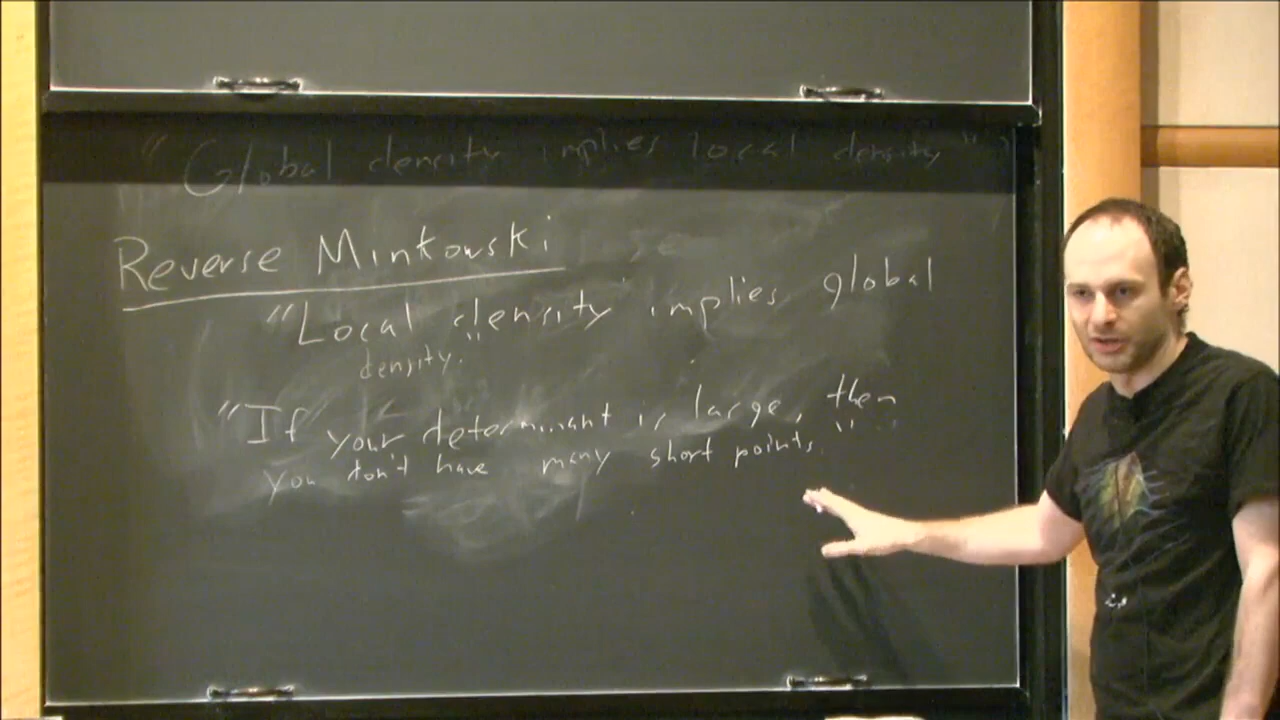 "Global density implies local density"
Reverse Minkowski
"Local density implies global
density."
"If your determinant is large, then
you don't have many short points."